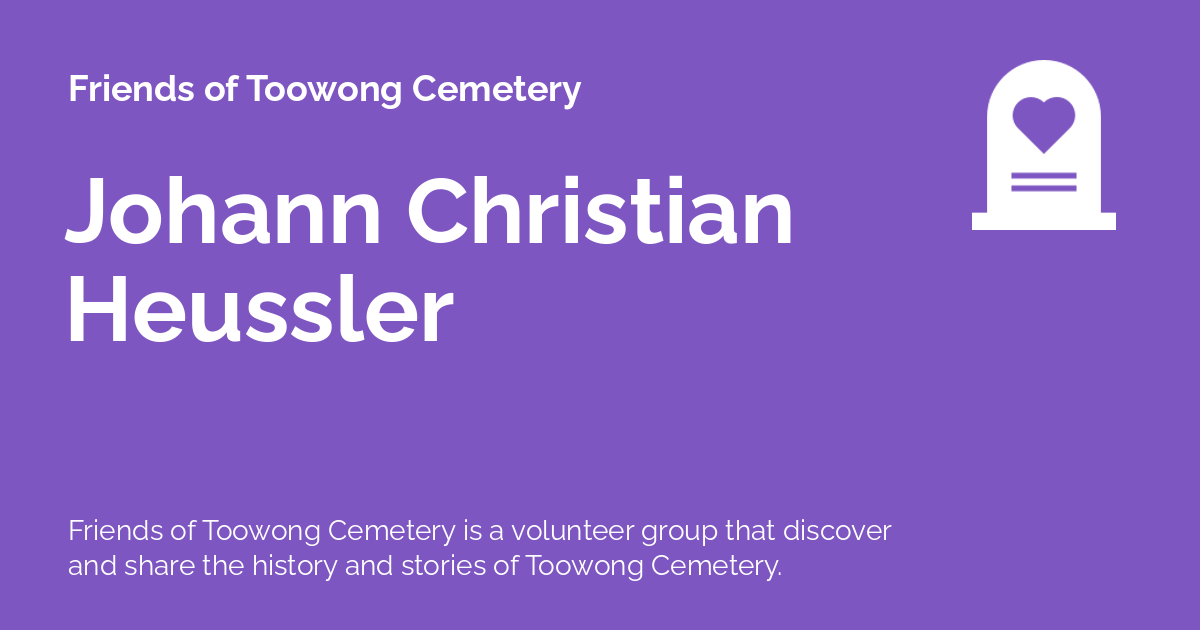 Friends of Toowong Cemetery
Johann Christian
Heussler
Friends of Toowong Cemetery is a volunteer group that discover
and share the history and stories of Toowong Cemetery.